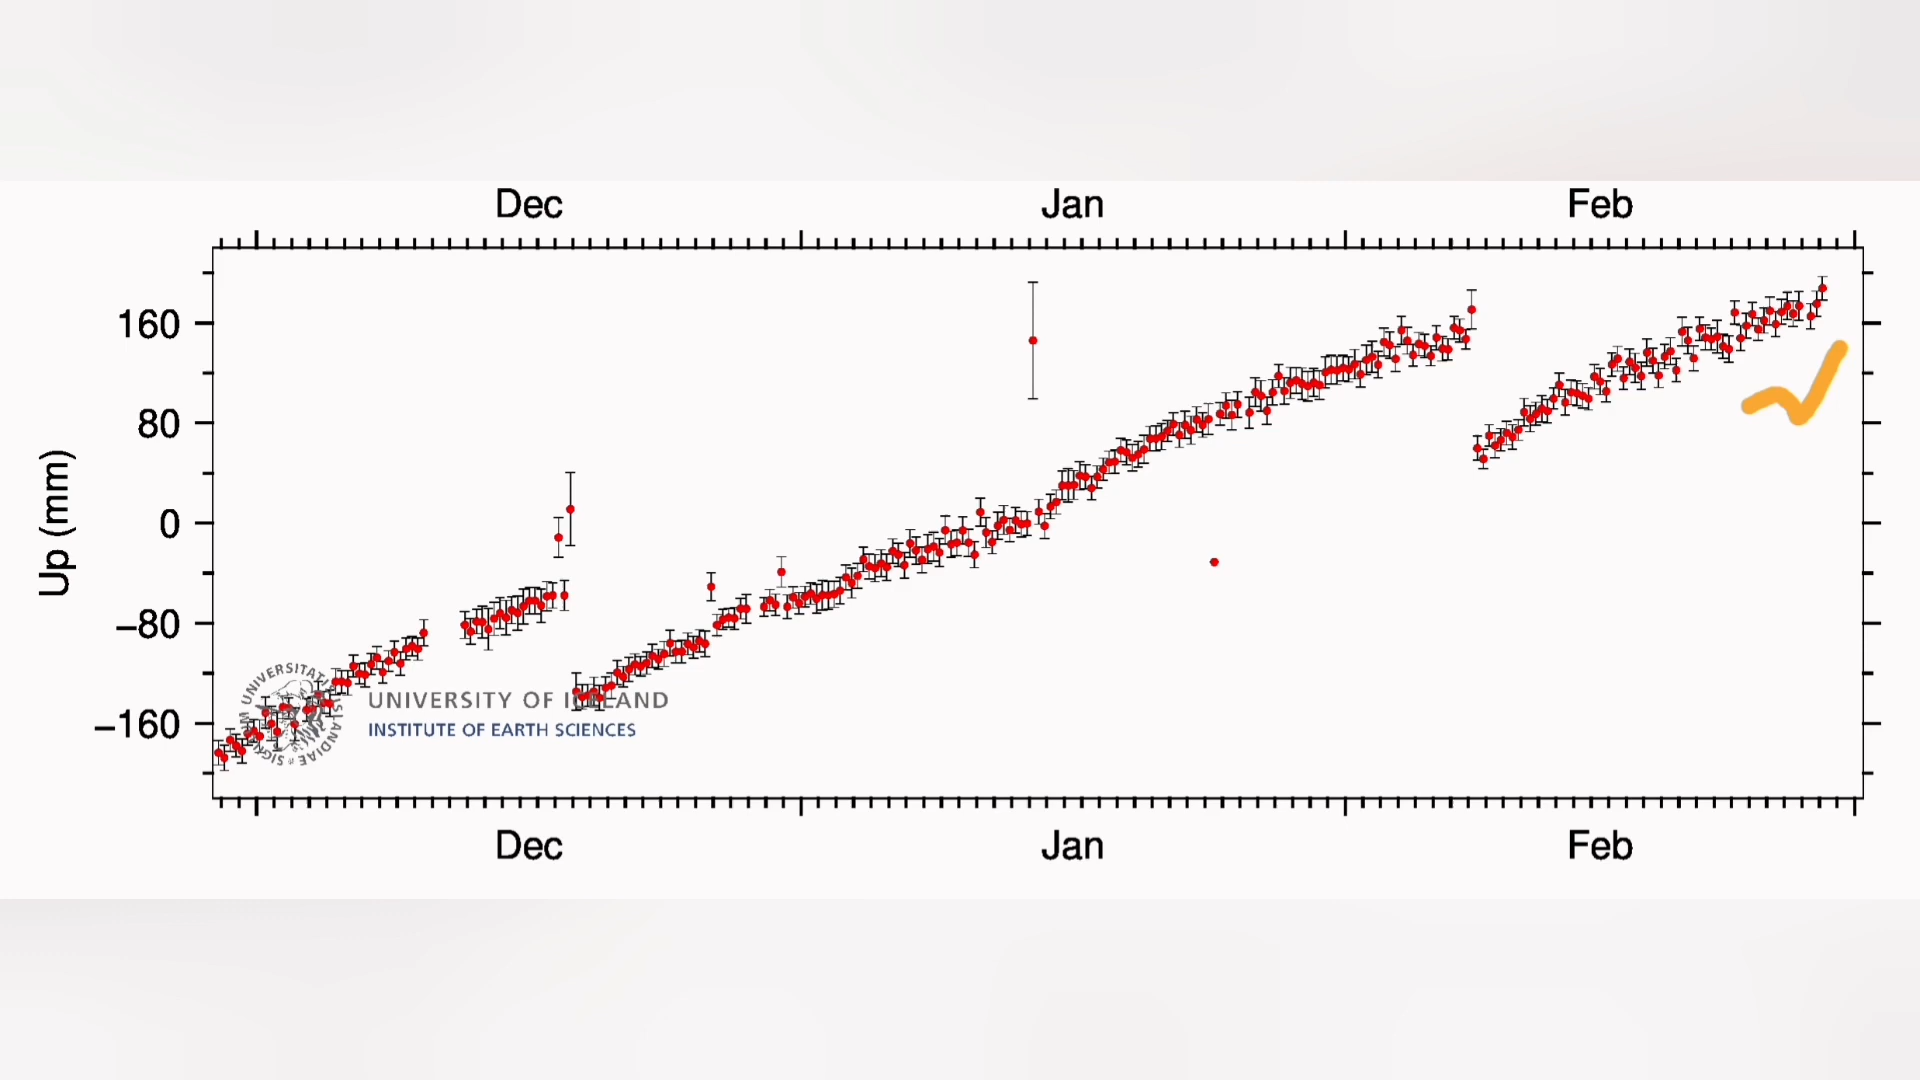 Dec Jan Feb
160
80
0
−80
−160
Up (mm)
UNIVERSITY OF ICELAND
INSTITUTE OF EARTH SCIENCES
Dec Jan Feb